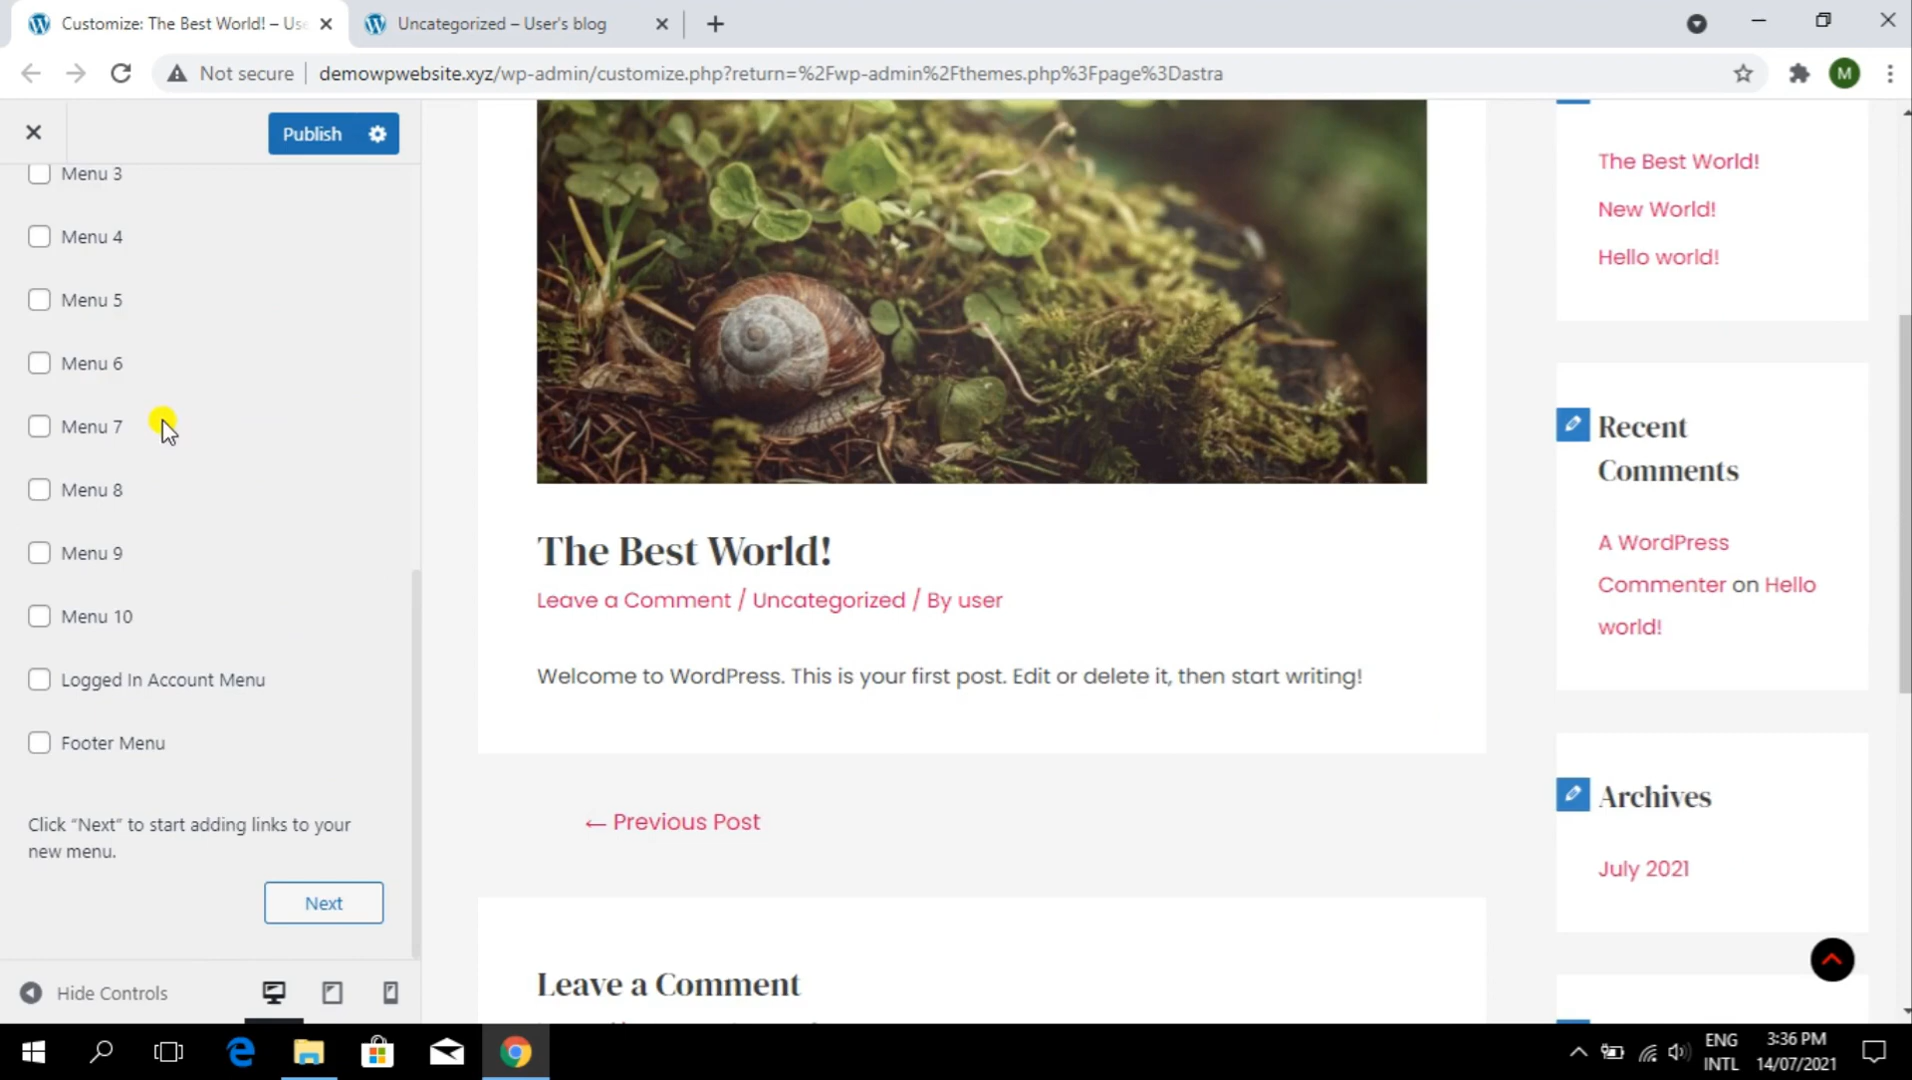 Customize: The Best World! – Use
Uncategorized – User's blog
Not secure
demowpwebsite.xyz/wp-admin/customize.php?return=%2Fwp-admin%2Fthemes.php%3Fpage%3Dastra
M
Publish
Menu 3
Menu 4
Menu 5
Menu 6
Menu 7
Menu 8
Menu 9
Menu 10
Logged In Account Menu
Footer Menu
Click “Next” to start adding links to your
new menu.
Next
Hide Controls
The Best World!
Leave a Comment / Uncategorized / By user
Welcome to WordPress. This is your first post. Edit or delete it, then start writing!
← Previous Post
Leave a Comment
The Best World!
New World!
Hello world!
Recent
Comments
A WordPress
Commenter on Hello
world!
Archives
July 2021
ENG
INTL
3:36 PM
14/07/2021